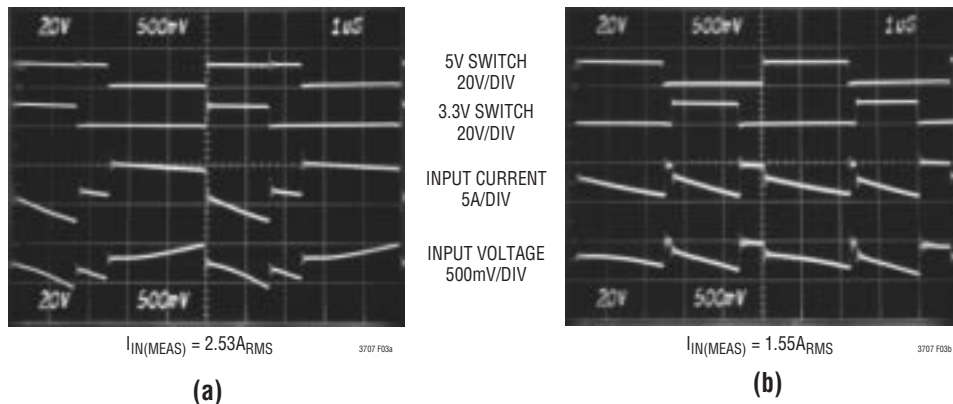 20V 500mV 1uS
20V 500mV
I_IN(MEAS) = 2.53A_RMS
3707 F03a
(a)
5V SWITCH
20V/DIV
3.3V SWITCH
20V/DIV
INPUT CURRENT
5A/DIV
INPUT VOLTAGE
500mV/DIV
20V 500mV 1uS
20V 500mV
I_IN(MEAS) = 1.55A_RMS
3707 F03b
(b)